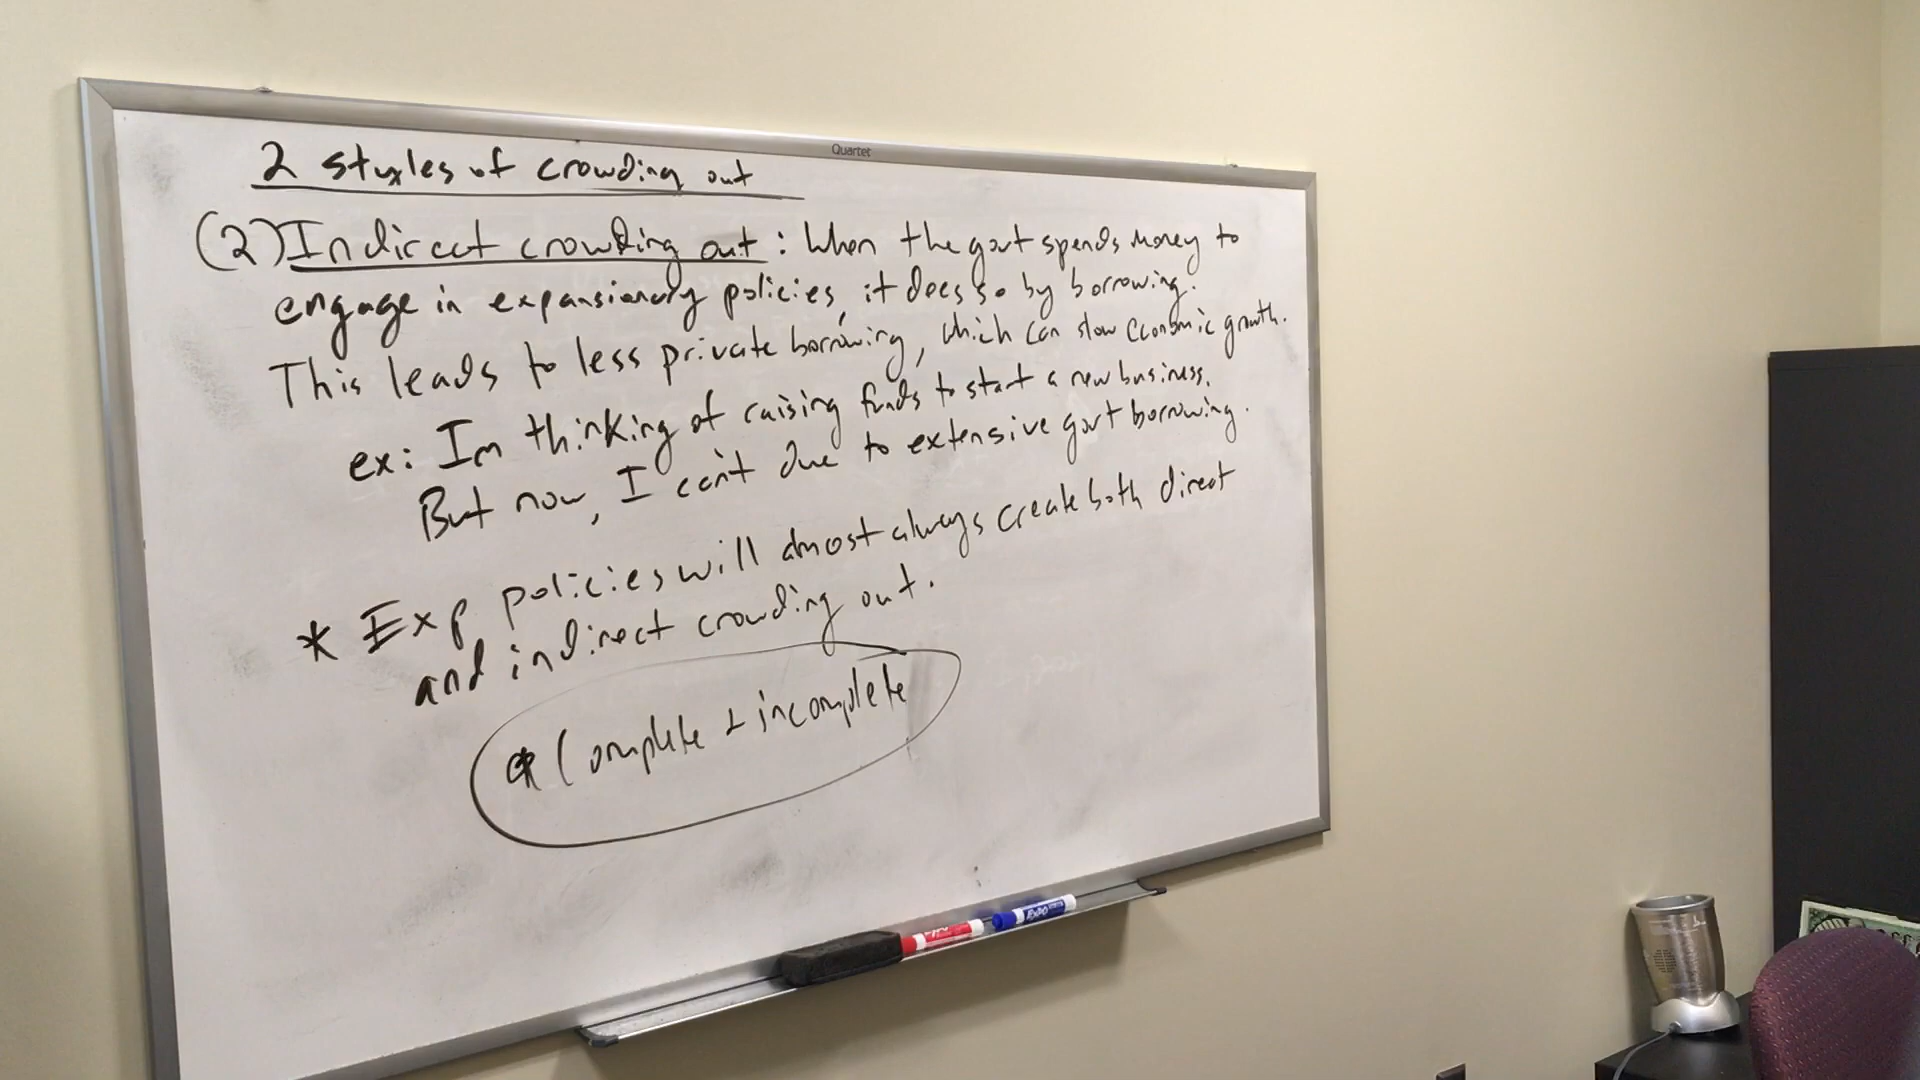 Quartet
2 styles of crowding out
(2) Indirect crowding out: When the govt spends money to
engage in expansionary policies, it does so by borrowing.
This leads to less private borrowing, which can slow economic growth.
ex: Im thinking of raising funds to start a new business.
But now, I can't due to extensive govt borrowing.
* Exp policies will almost always create both direct
and indirect crowding out.
* Complete + incomplete
EXPO